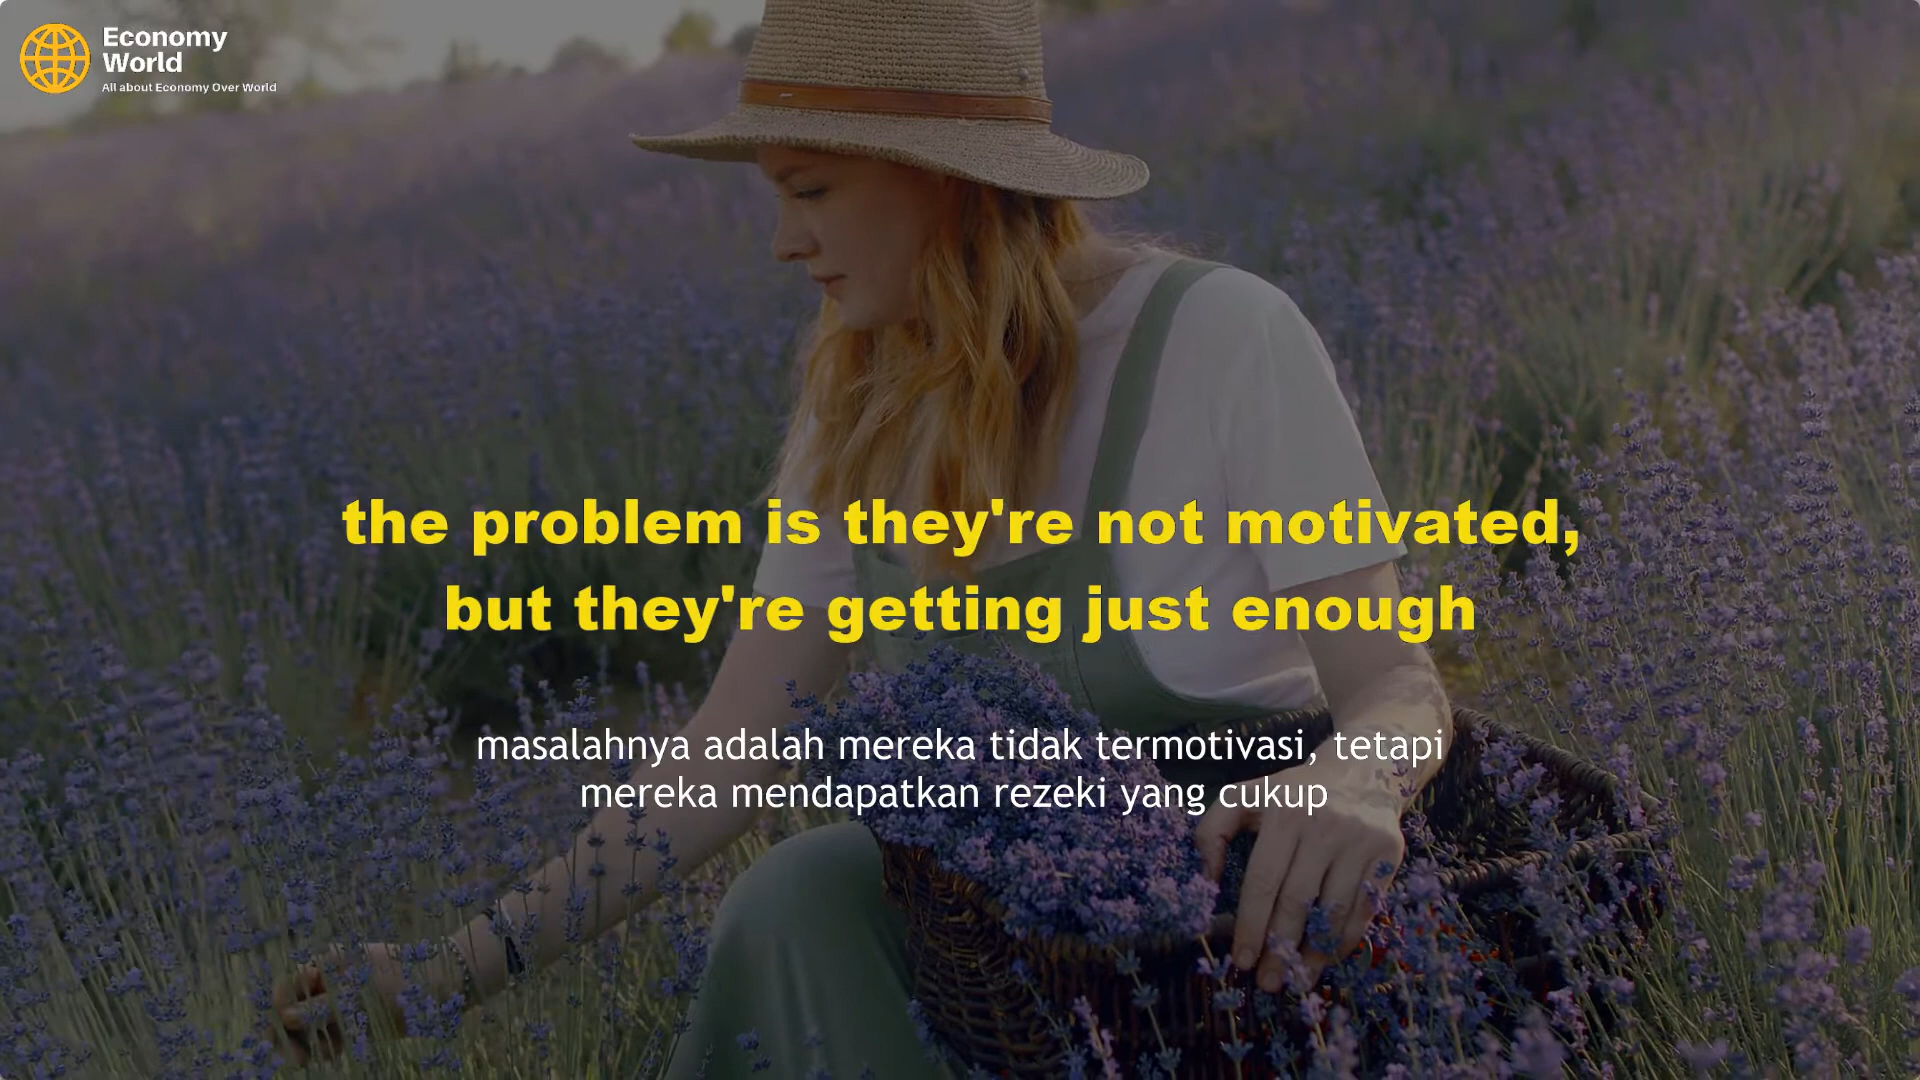 Economy
World
All about Economy Over World
the problem is they're not motivated,
but they're getting just enough
masalahnya adalah mereka tidak termotivasi, tetapi
mereka mendapatkan rezeki yang cukup